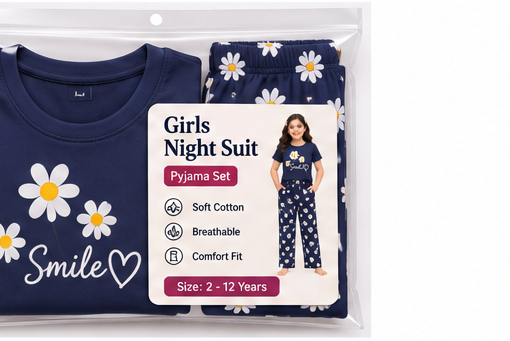 Girls
Night Suit
Pyjama Set
Soft Cotton
Breathable
Comfort Fit
Size: 2 - 12 Years
Smile